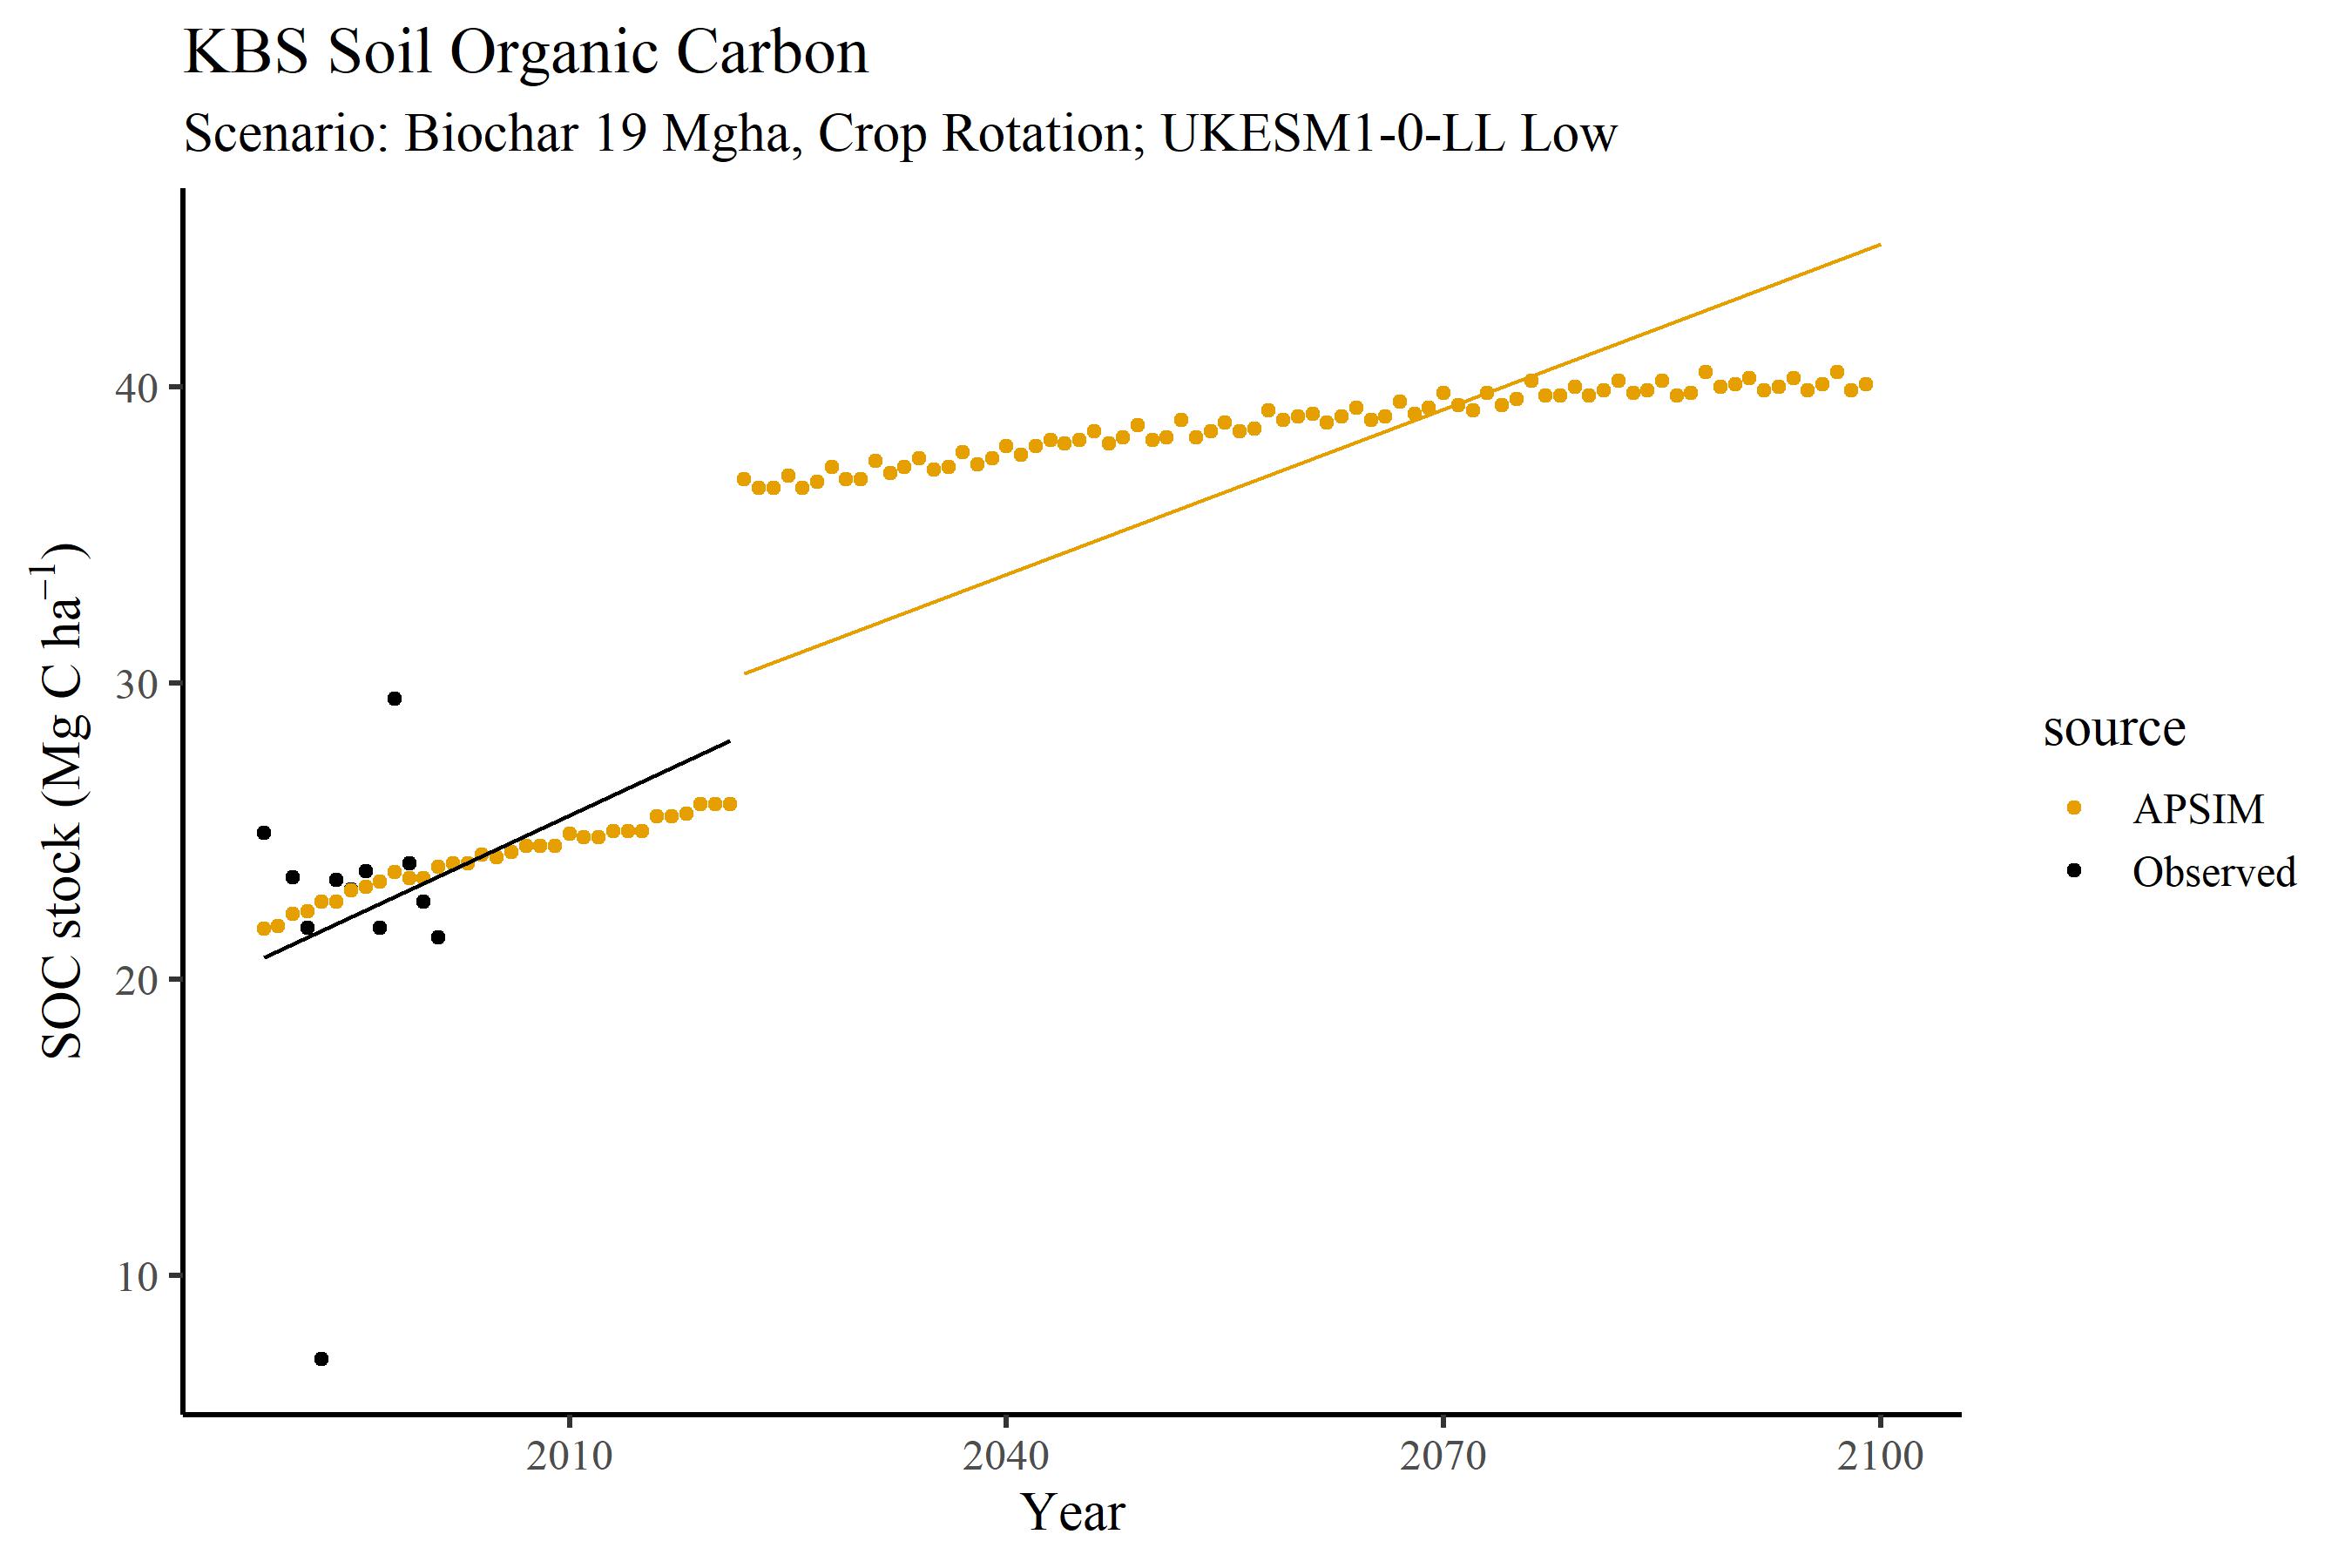 KBS Soil Organic Carbon
Scenario: Biochar 19 Mgha, Crop Rotation; UKESM1-0-LL Low
SOC stock (Mg C ha⁻¹)
40
30
20
10
2010
2040
2070
2100
Year
source
APSIM
Observed